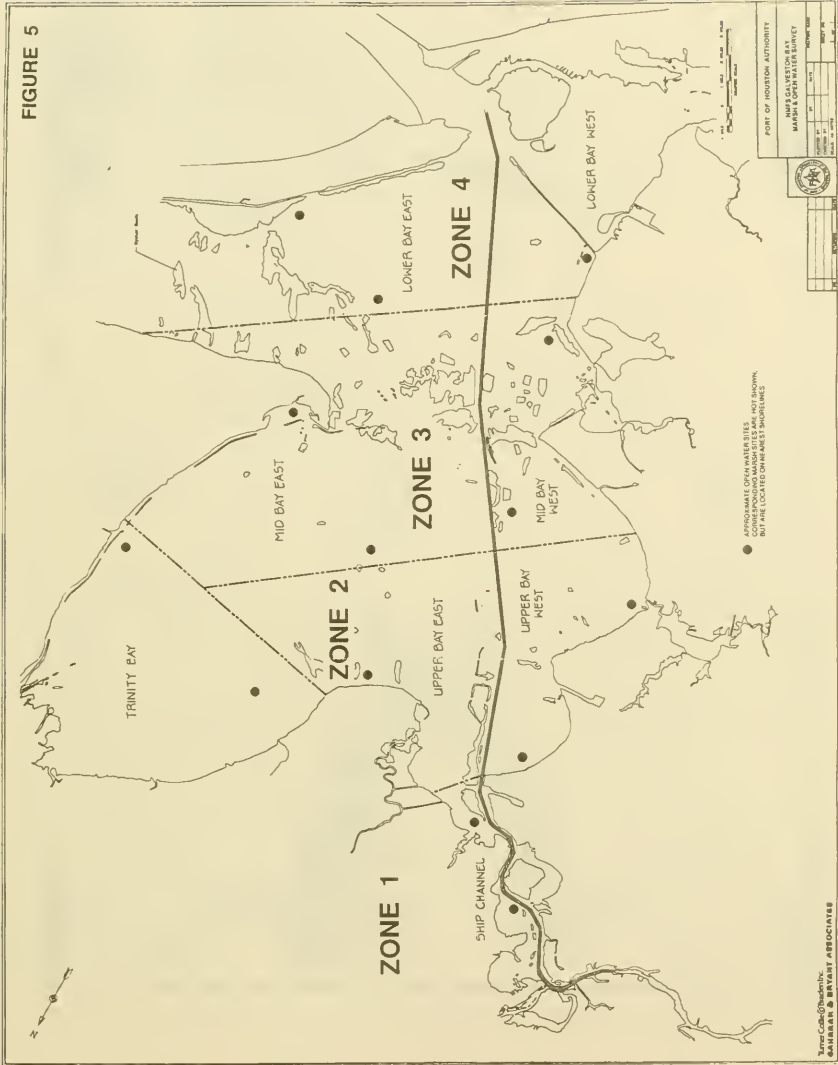 FIGURE 5
N
TRINITY BAY
MID BAY EAST
LOWER BAY EAST
ZONE 4
LOWER BAY WEST
ZONE 3
MID BAY
WEST
ZONE 2
UPPER BAY EAST
UPPER BAY
WEST
ZONE 1
SHIP CHANNEL
APPROXIMATE OPEN WATER SITES
CORRESPONDING MARSH SITES ARE NOT SHOWN,
BUT ARE LOCATED ON NEAREST SHORELINES
PORT OF HOUSTON AUTHORITY
NMFS GALVESTON BAY
MARSH & OPEN WATER SURVEY
Turner Collie & Braden Inc.
GAHAGAN & BRYANT ASSOCIATES